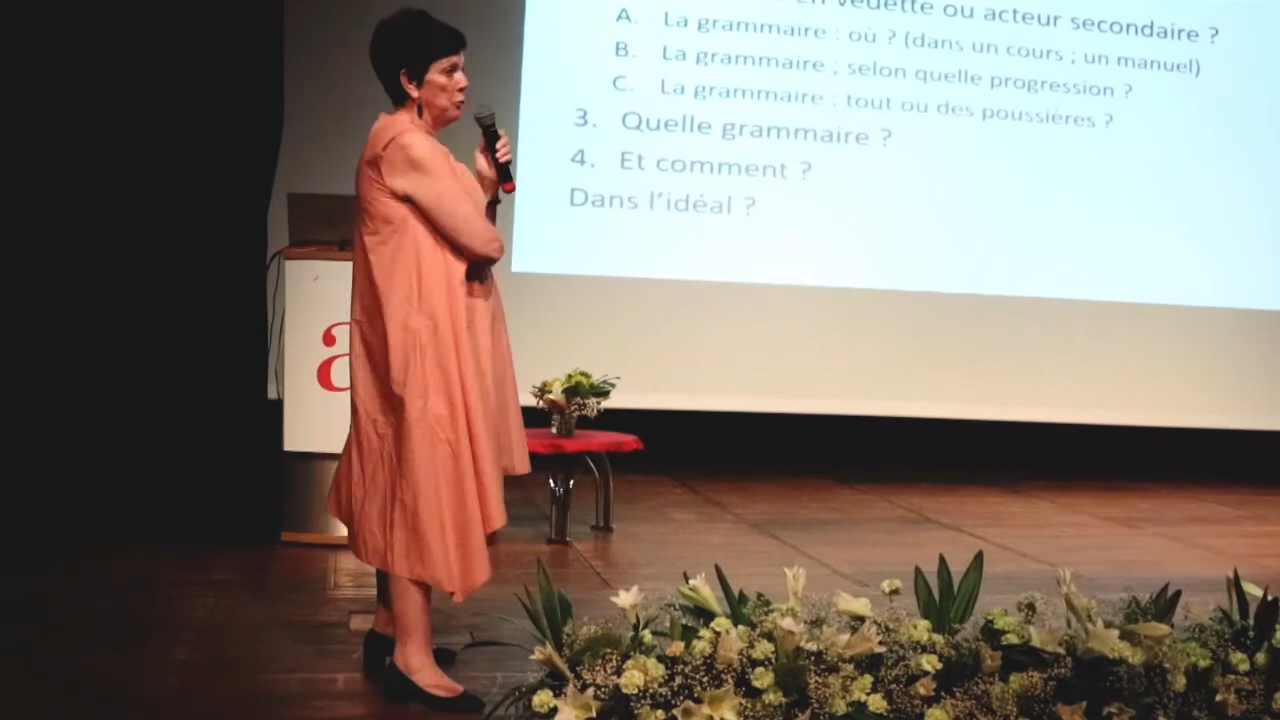 en vedette ou acteur secondaire ?
A. La grammaire : où ? (dans un cours ; un manuel)
B. La grammaire ; selon quelle progression ?
C. La grammaire : tout ou des poussières ?
3. Quelle grammaire ?
4. Et comment ?
Dans l'idéal ?
a